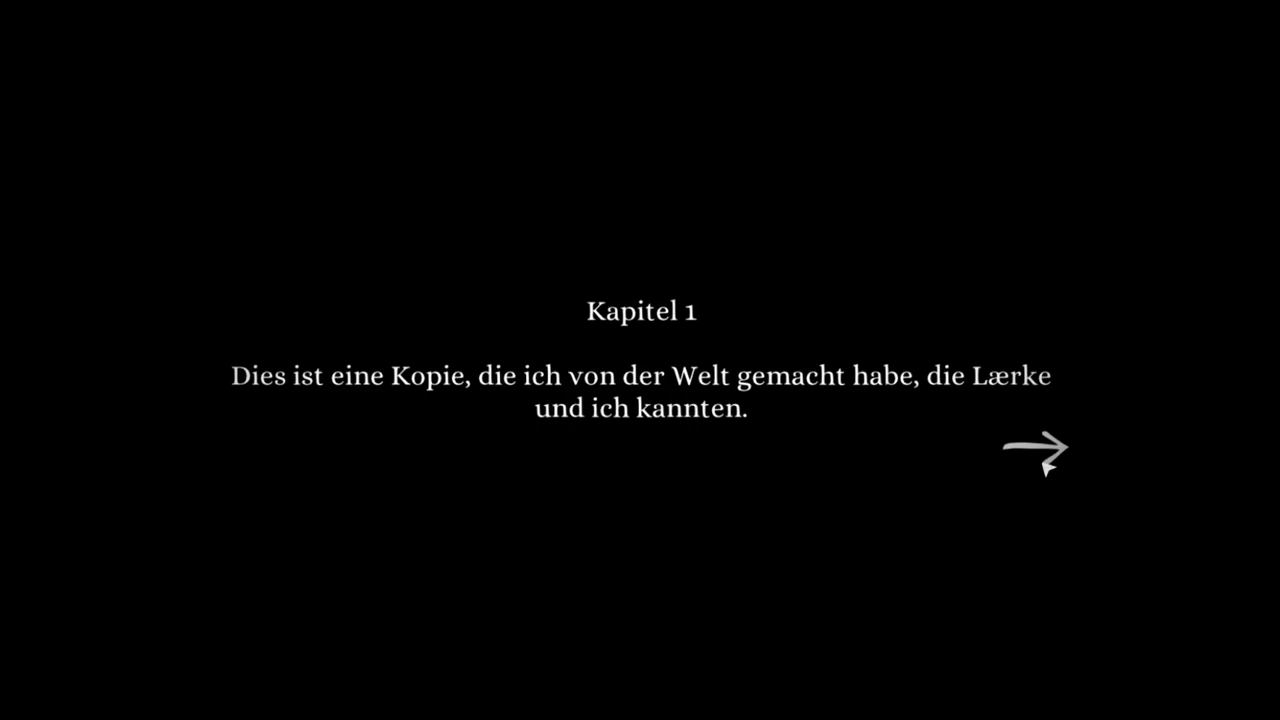 Kapitel 1
Dies ist eine Kopie, die ich von der Welt gemacht habe, die Lærke
und ich kannten.